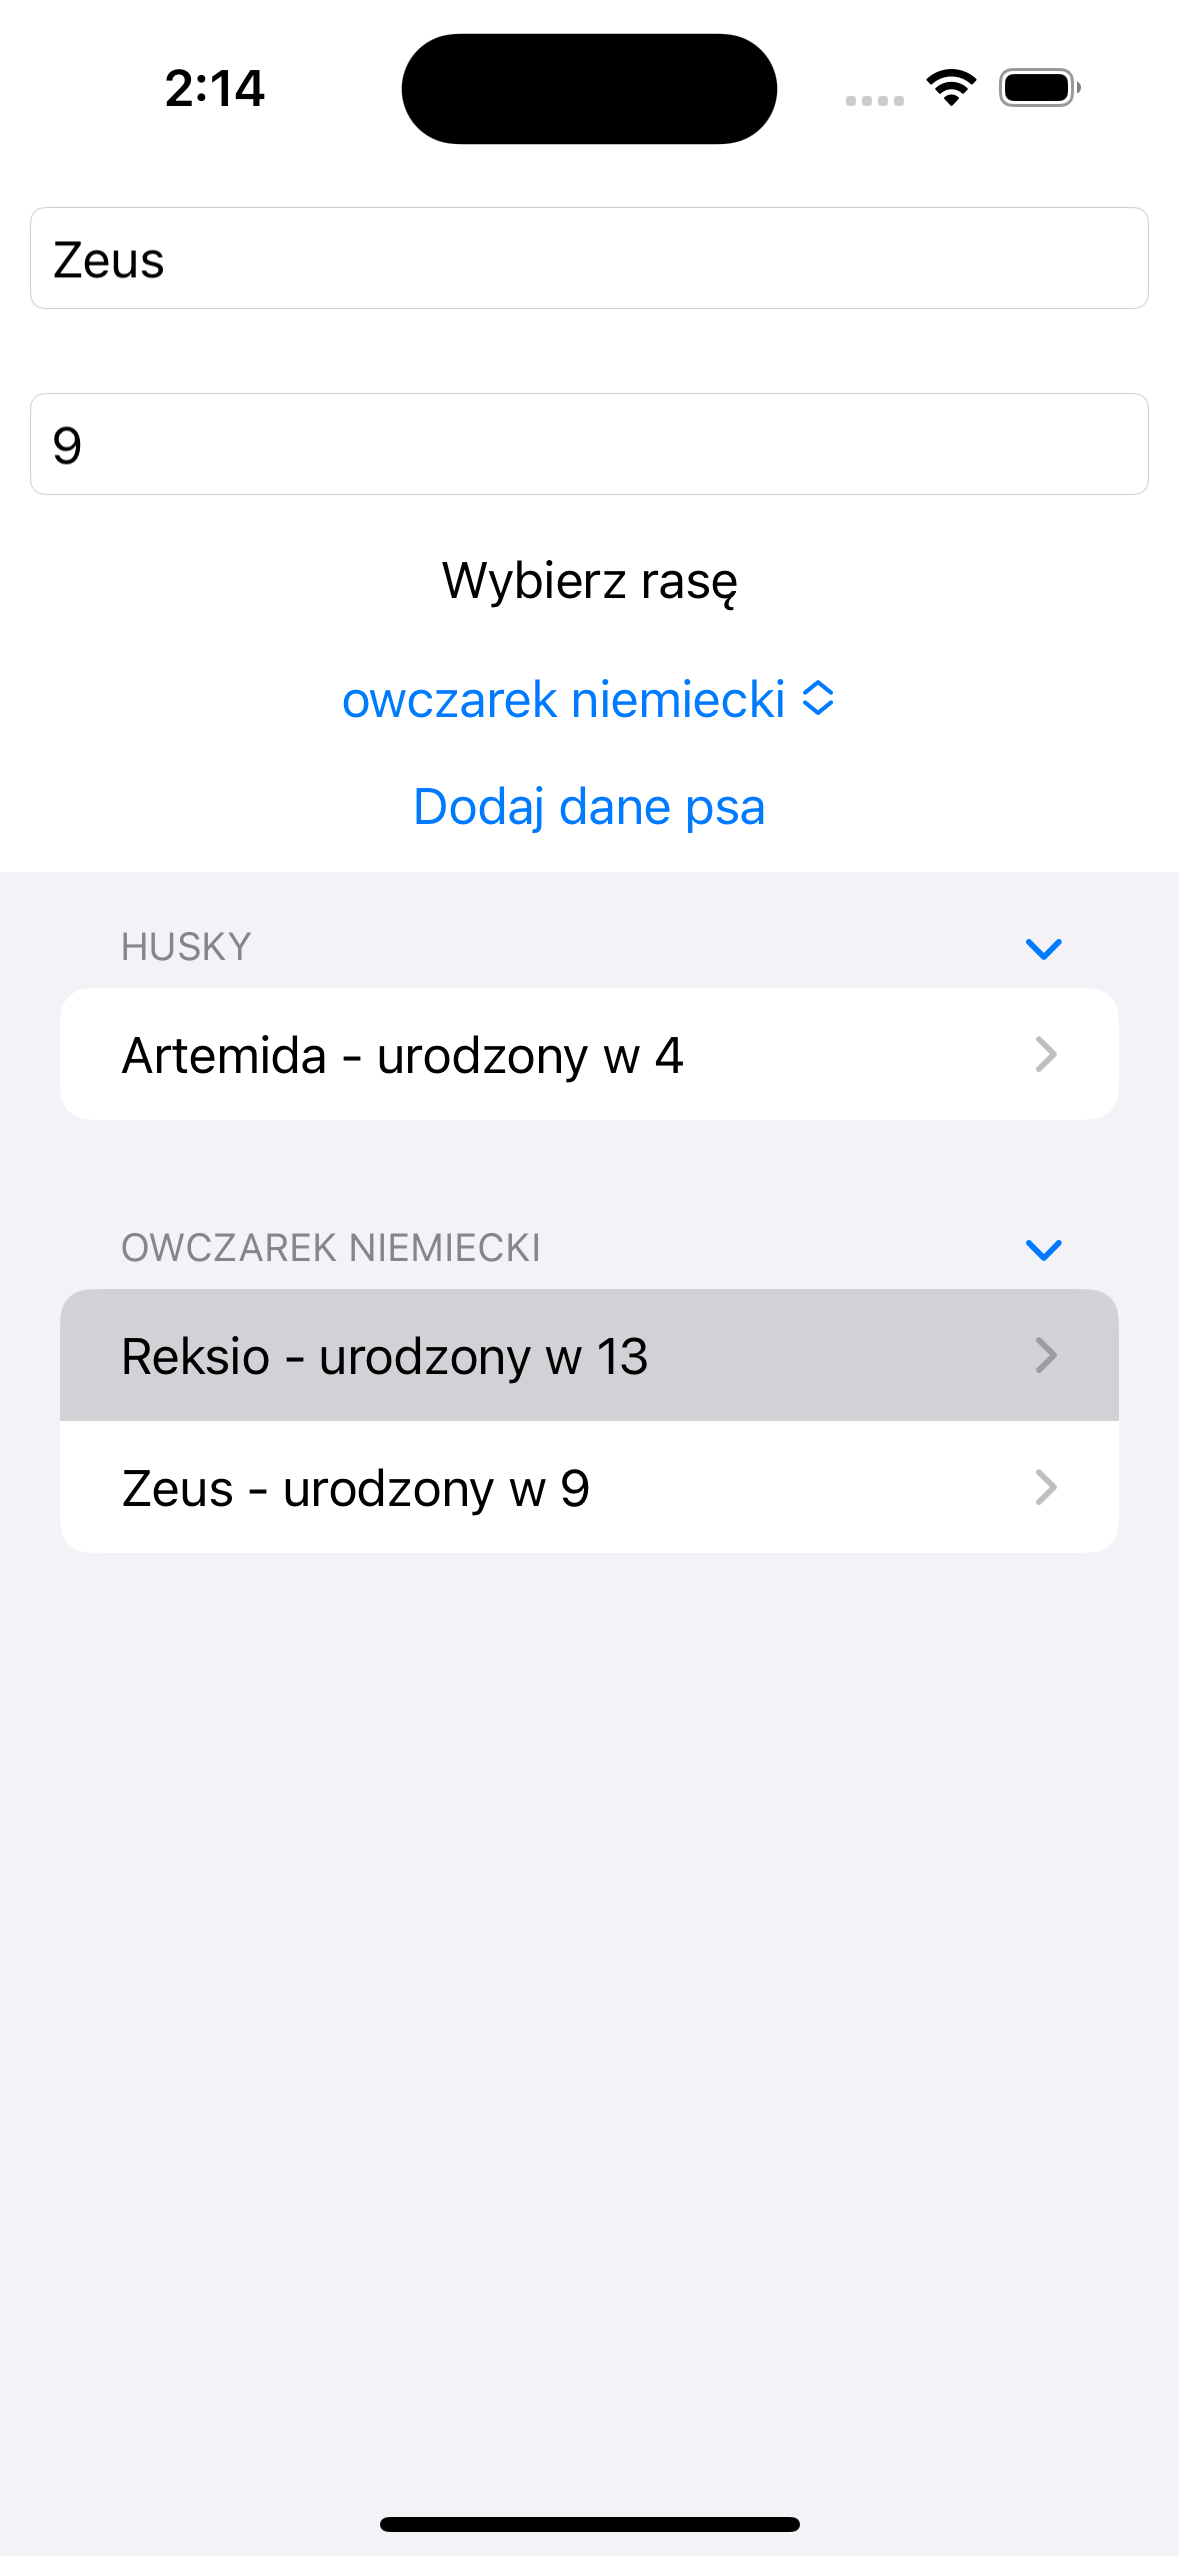 2:14
Zeus
9
Wybierz rasę
owczarek niemiecki
Dodaj dane psa
HUSKY
Artemida - urodzony w 4
OWCZAREK NIEMIECKI
Reksio - urodzony w 13
Zeus - urodzony w 9